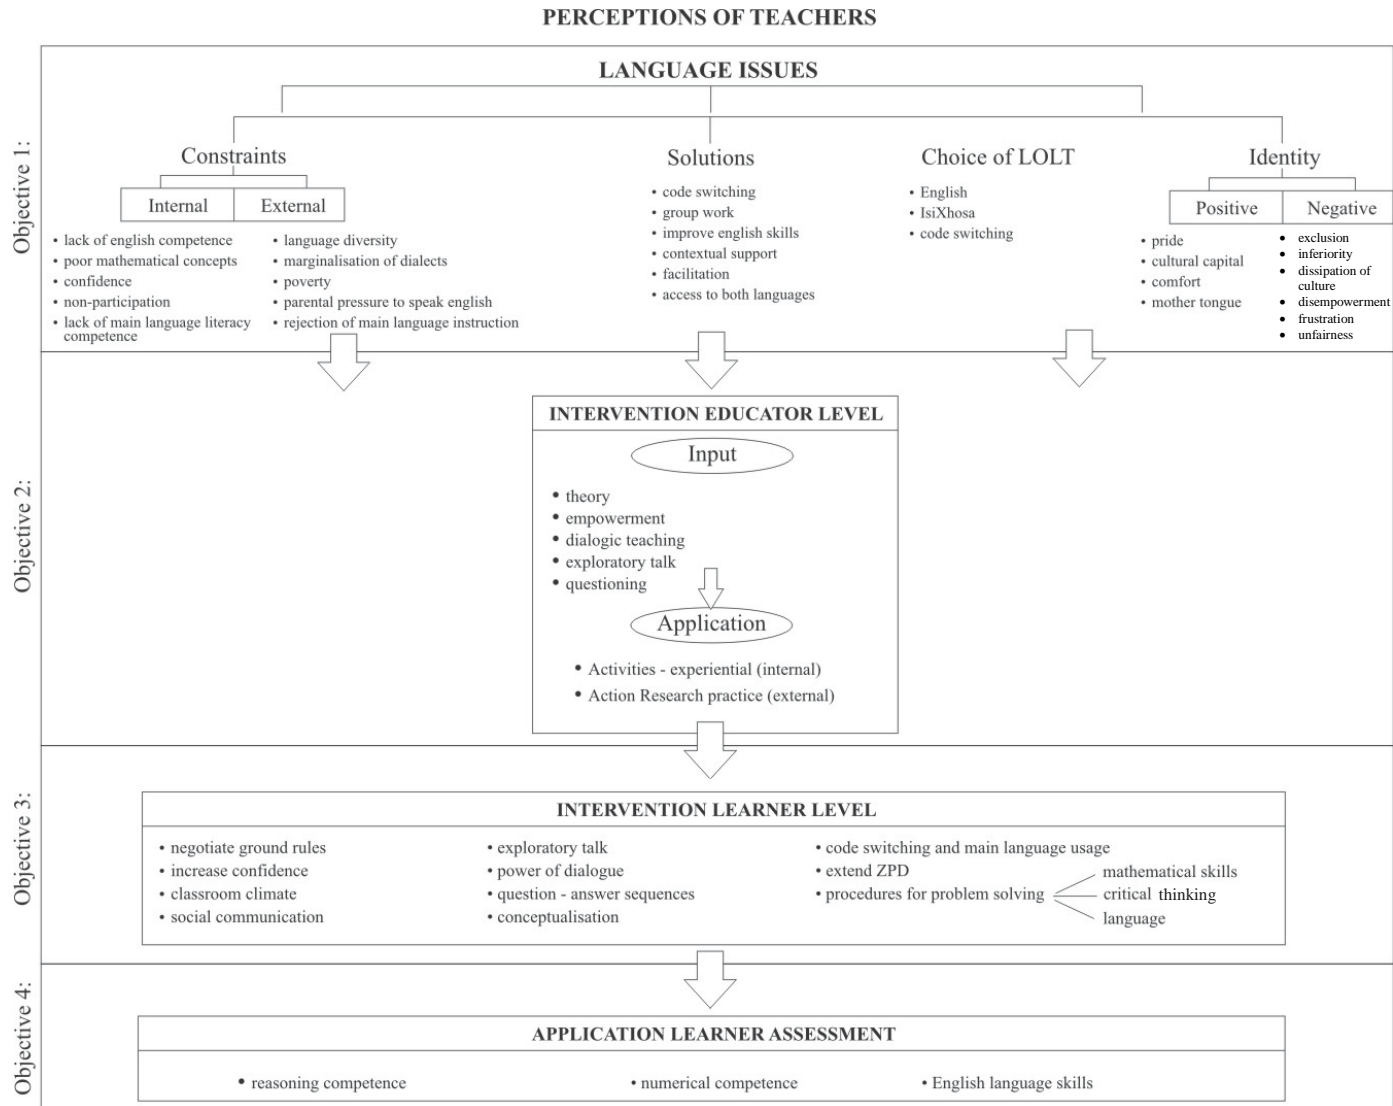 PERCEPTIONS OF TEACHERS
Objective 1:
LANGUAGE ISSUES
Constraints
Internal
External
• lack of english competence
• poor mathematical concepts
• confidence
• non-participation
• lack of main language literacy
competence
• language diversity
• marginalisation of dialects
• poverty
• parental pressure to speak english
• rejection of main language instruction
Solutions
• code switching
• group work
• improve english skills
• contextual support
• facilitation
• access to both languages
Choice of LOLT
• English
• IsiXhosa
• code switching
Identity
Positive
Negative
• pride
• cultural capital
• comfort
• mother tongue
• exclusion
• inferiority
• dissipation of
culture
• disempowerment
• frustration
• unfairness
Objective 2:
INTERVENTION EDUCATOR LEVEL
Input
• theory
• empowerment
• dialogic teaching
• exploratory talk
• questioning
Application
• Activities - experiential (internal)
• Action Research practice (external)
Objective 3:
INTERVENTION LEARNER LEVEL
• negotiate ground rules
• increase confidence
• classroom climate
• social communication
• exploratory talk
• power of dialogue
• question - answer sequences
• conceptualisation
• code switching and main language usage
• extend ZPD
• procedures for problem solving
mathematical skills
critical thinking
language
Objective 4:
APPLICATION LEARNER ASSESSMENT
• reasoning competence
• numerical competence
• English language skills